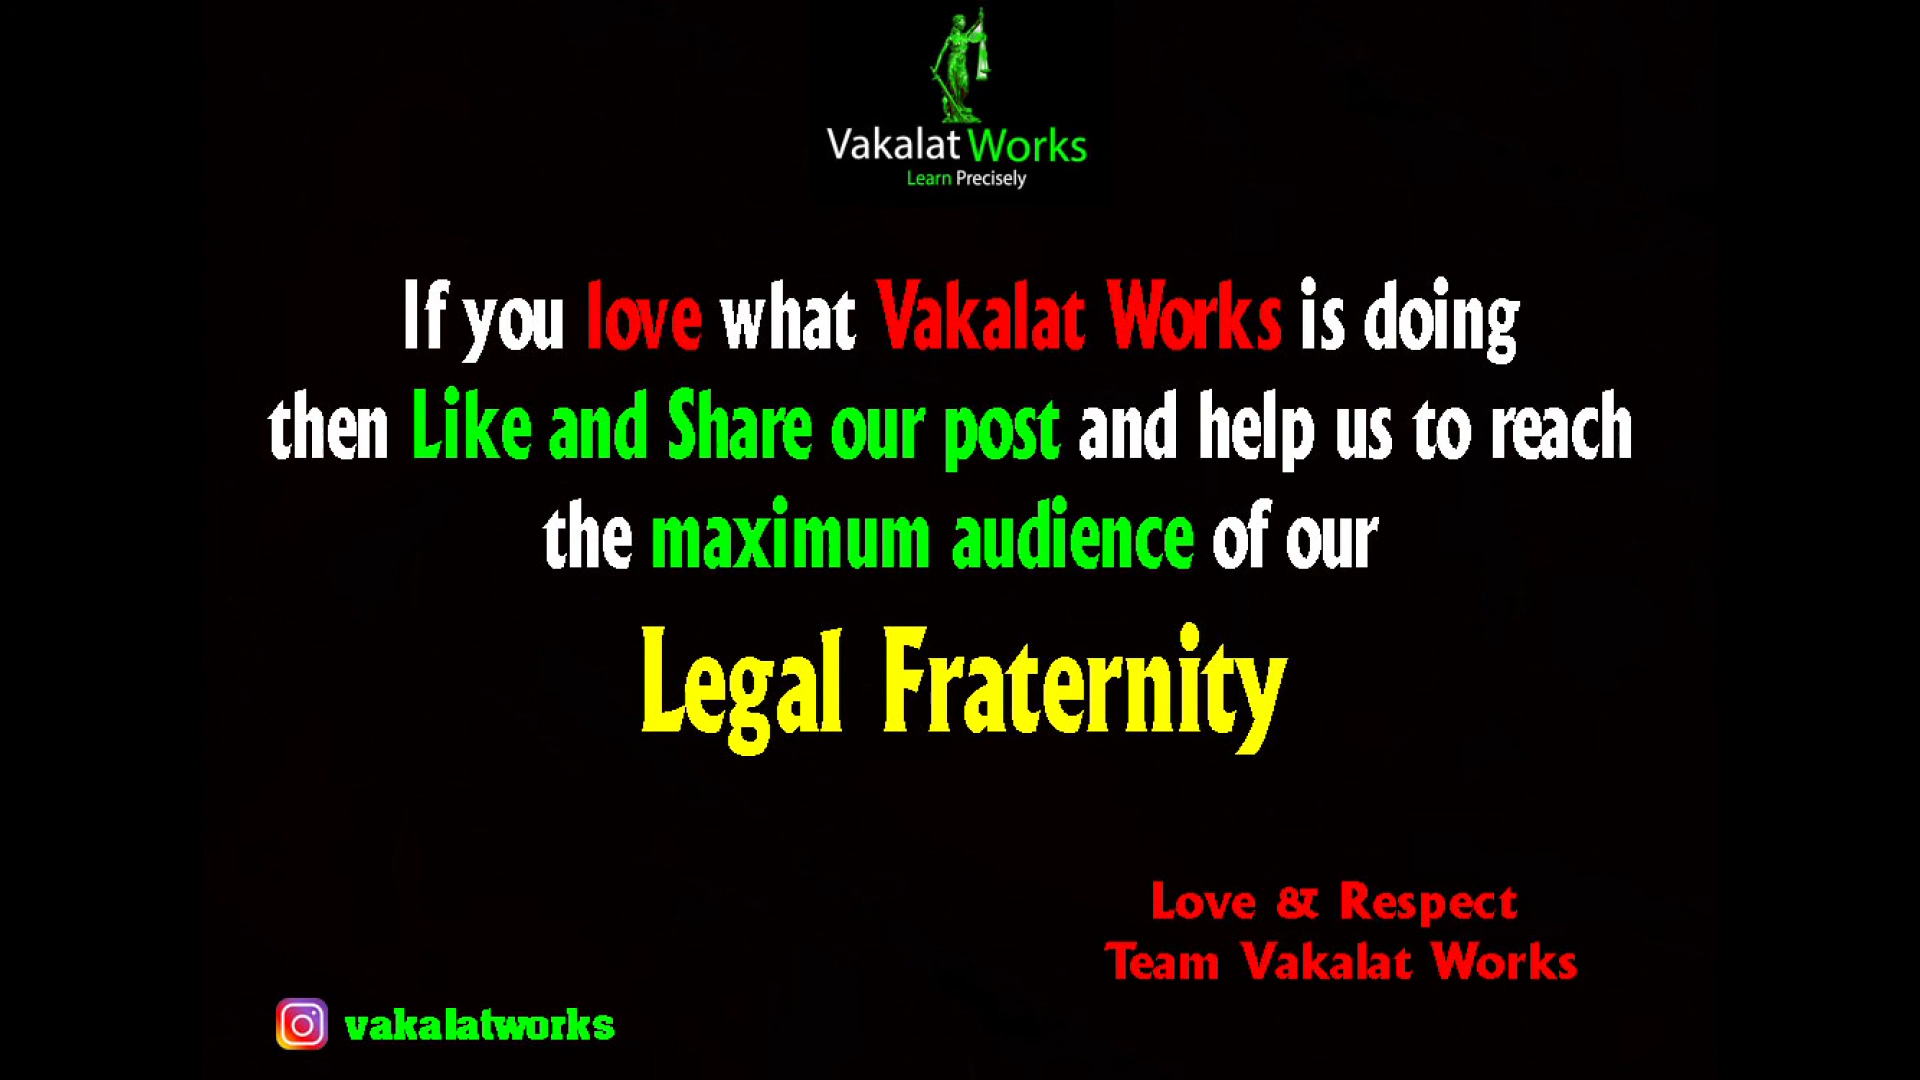 Vakalat Works
Learn Precisely
If you love what Vakalat Works is doing
then Like and Share our post and help us to reach
the maximum audience of our
Legal Fraternity
Love & Respect
Team Vakalat Works
vakalatworks